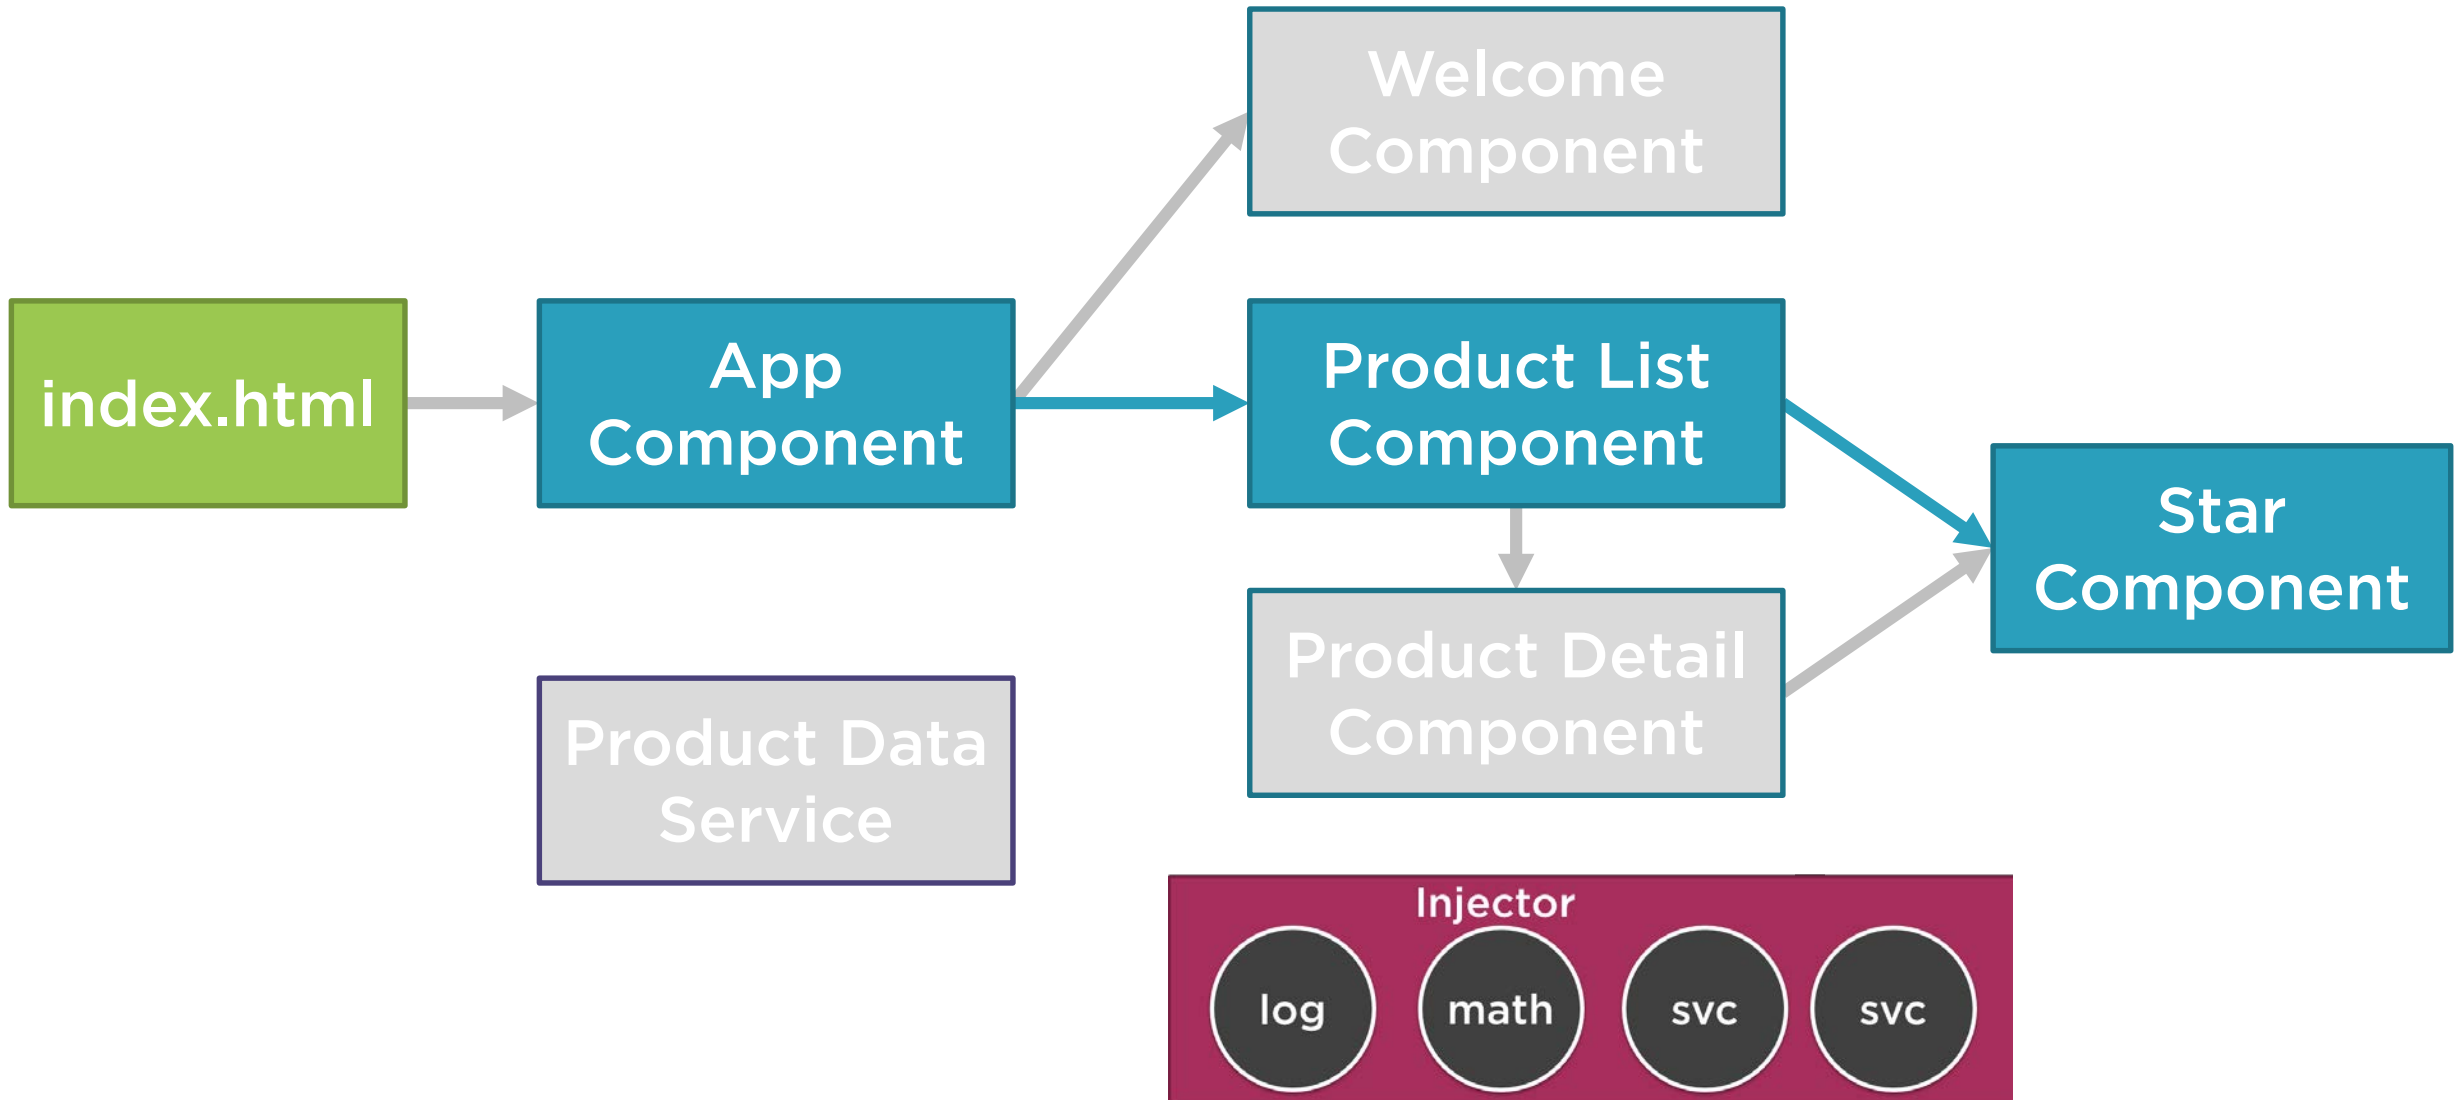 Welcome
Component
index.html
App
Component
Product List
Component
Star
Component
Product Detail
Component
Product Data
Service
Injector
log
math
svc
svc